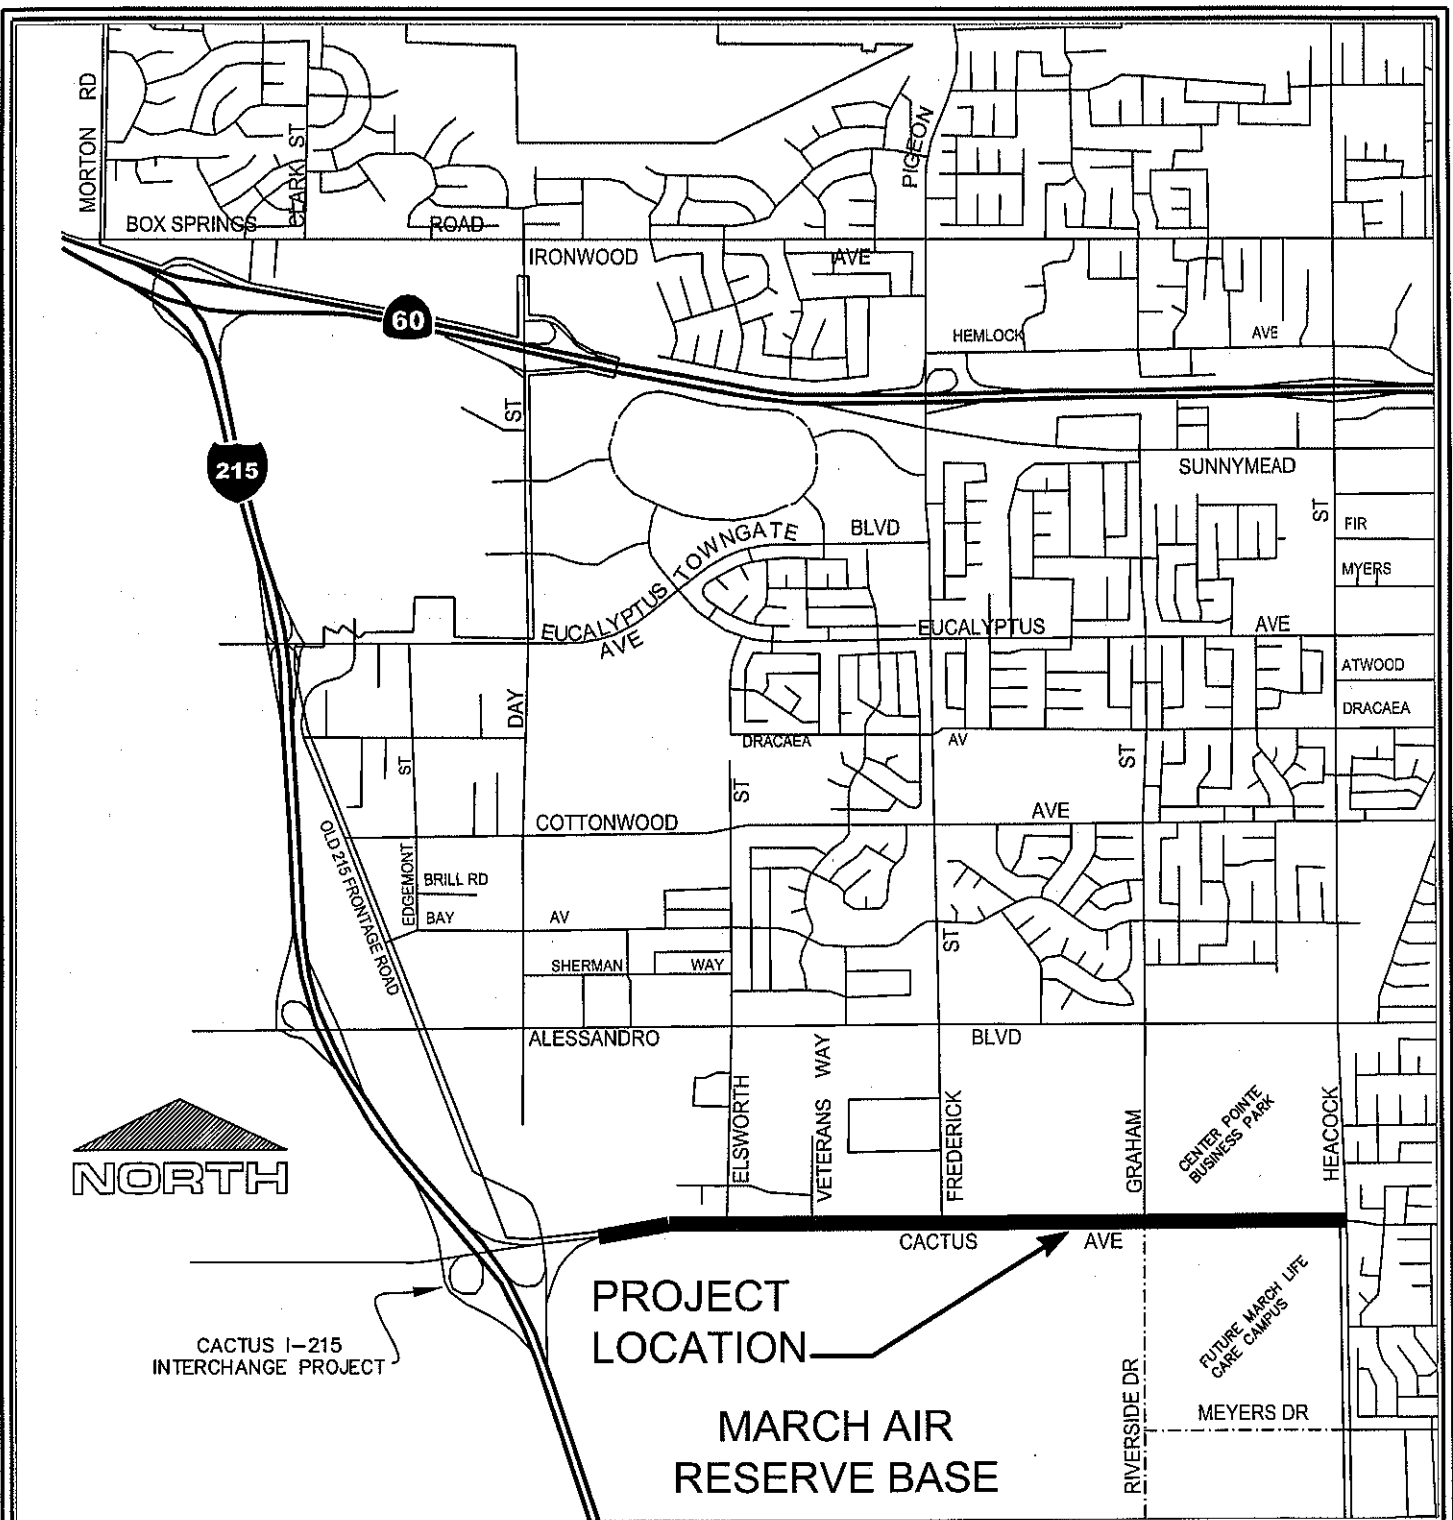 MORTON RD
CLARK ST
PIGEON
BOX SPRINGS ROAD
IRONWOOD AVE
60
HEMLOCK AVE
215
ST
SUNNYMEAD
ST
FIR
TOWNGATE BLVD
MYERS
EUCALYPTUS AVE
EUCALYPTUS AVE
ATWOOD
DAY
DRACAEA
DRACAEA AV
ST
ST
ST
COTTONWOOD AVE
OLD 215 FRONTAGE ROAD
EDGEMONT
BRILL RD
BAY AV
ST
SHERMAN WAY
ALESSANDRO BLVD
ELSWORTH
VETERANS WAY
FREDERICK
GRAHAM
CENTER POINTE
BUSINESS PARK
HEACOCK
NORTH
CACTUS AVE
PROJECT
LOCATION
CACTUS I-215
INTERCHANGE PROJECT
FUTURE MARCH LIFE
CARE CAMPUS
RIVERSIDE DR
MEYERS DR
MARCH AIR
RESERVE BASE